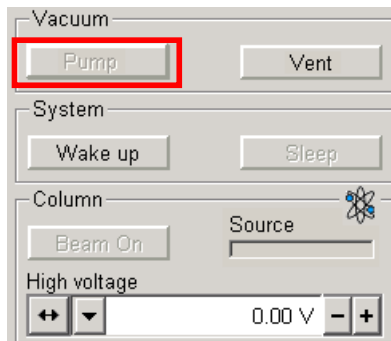 Vacuum
Pump Vent
System
Wake up Sleep
Column
Beam On Source
High voltage
0.00 V